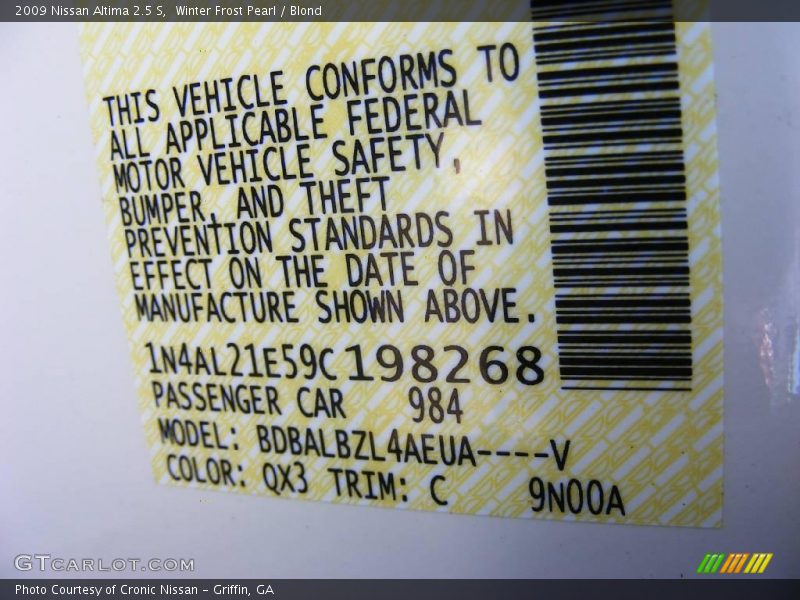 2009 Nissan Altima 2.5 S,  Winter Frost Pearl / Blond
THIS VEHICLE CONFORMS TO
ALL APPLICABLE FEDERAL
MOTOR VEHICLE SAFETY,
BUMPER, AND THEFT
PREVENTION STANDARDS IN
EFFECT ON THE DATE OF
MANUFACTURE SHOWN ABOVE.
1N4AL21E59C198268
PASSENGER CAR 984
MODEL: BDBALBZL4AEUA----V
COLOR: QX3 TRIM: C 9N00A
GTCARLOT.COM
Photo Courtesy of Cronic Nissan - Griffin, GA